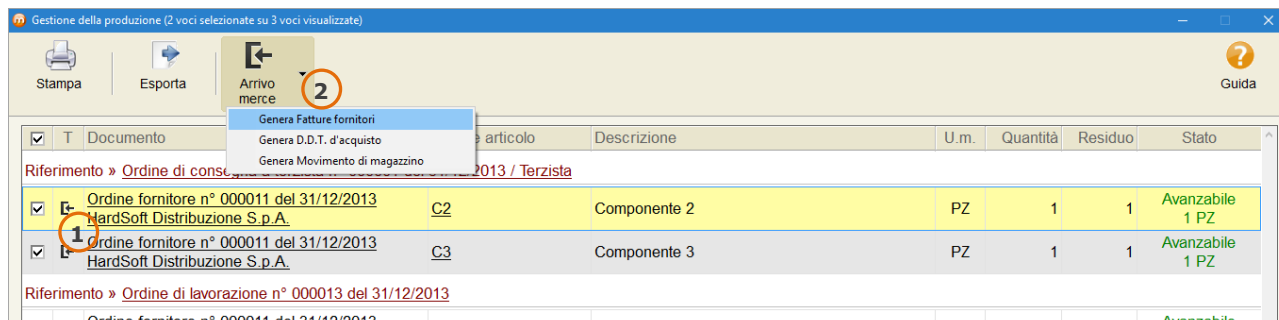 Gestione della produzione (2 voci selezionate su 3 voci visualizzate)
Stampa
Esporta
Arrivo
merce
2
Guida
Genera Fatture fornitori
Genera D.D.T. d'acquisto
Genera Movimento di magazzino
T Documento articolo Descrizione U.m. Quantità Residuo Stato
Riferimento » Ordine di 31/12/2013 / Terzista
Ordine fornitore n° 000011 del 31/12/2013
HardSoft Distribuzione S.p.A.
C2 Componente 2 PZ 1 1 Avanzabile
1 PZ
1
Ordine fornitore n° 000011 del 31/12/2013
HardSoft Distribuzione S.p.A.
C3 Componente 3 PZ 1 1 Avanzabile
1 PZ
Riferimento » Ordine di lavorazione n° 000013 del 31/12/2013